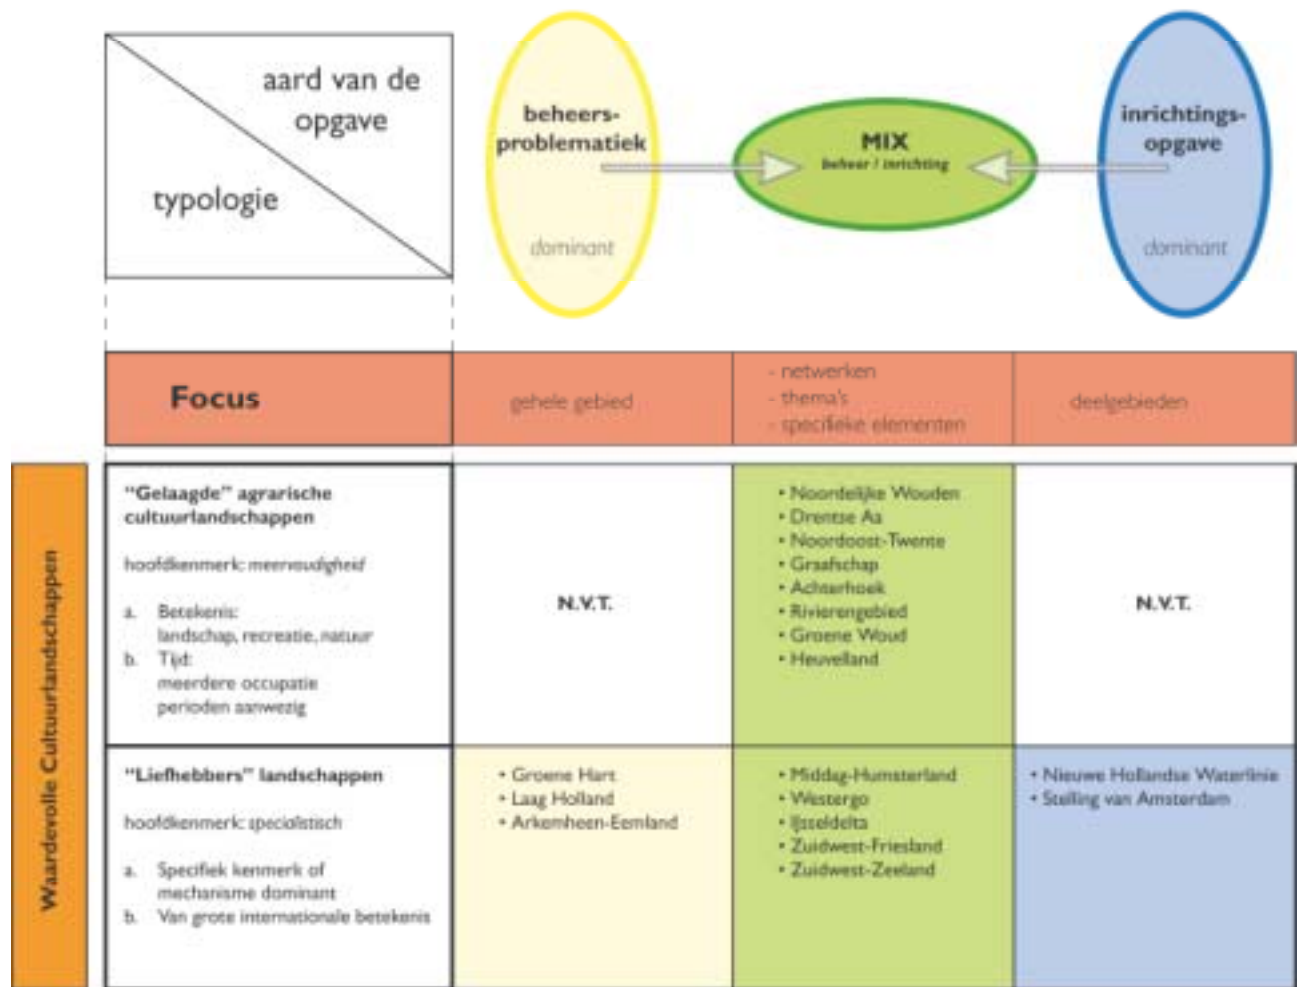 aard van de
opgave
typologie
beheers-
problematiek
dominant
MIX
beheer / inrichting
inrichtings-
opgave
dominant
Focus
gehele gebied
- netwerken
- thema's
- specifieke elementen
deelgebieden
Waardevolle Cultuurlandschappen
"Gelaagde" agrarische
cultuurlandschappen
hoofdkenmerk: meervoudigheid
a. Betekenis:
landschap, recreatie, natuur
b. Tijd:
meerdere occupatie
perioden aanwezig
N.V.T.
• Noordelijke Wouden
• Drentse Aa
• Noordoost-Twente
• Graafschap
• Achterhoek
• Rivierengebied
• Groene Woud
• Heuvelland
N.V.T.
"Liefhebbers" landschappen
hoofdkenmerk: specialistisch
a. Specifiek kenmerk of
mechanisme dominant
b. Van grote internationale betekenis
• Groene Hart
• Laag Holland
• Arkemheen-Eemland
• Middag-Humsterland
• Westergo
• IJsseldelta
• Zuidwest-Friesland
• Zuidwest-Zeeland
• Nieuwe Hollandse Waterlinie
• Stelling van Amsterdam